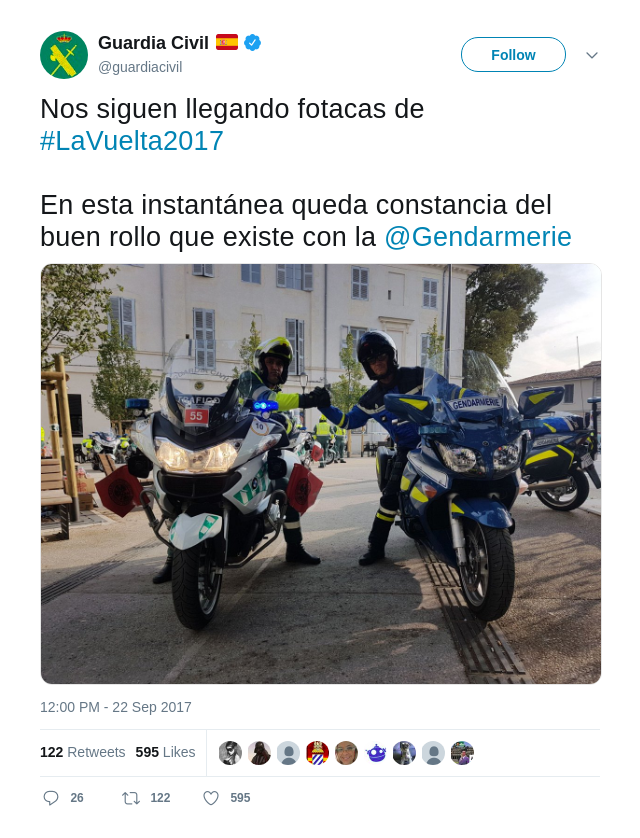 Guardia Civil
@guardiacivil
Follow
Nos siguen llegando fotacas de
#LaVuelta2017
En esta instantánea queda constancia del
buen rollo que existe con la @Gendarmerie
55
10
GENDARMERIE
12:00 PM - 22 Sep 2017
122 Retweets 595 Likes
26 122 595